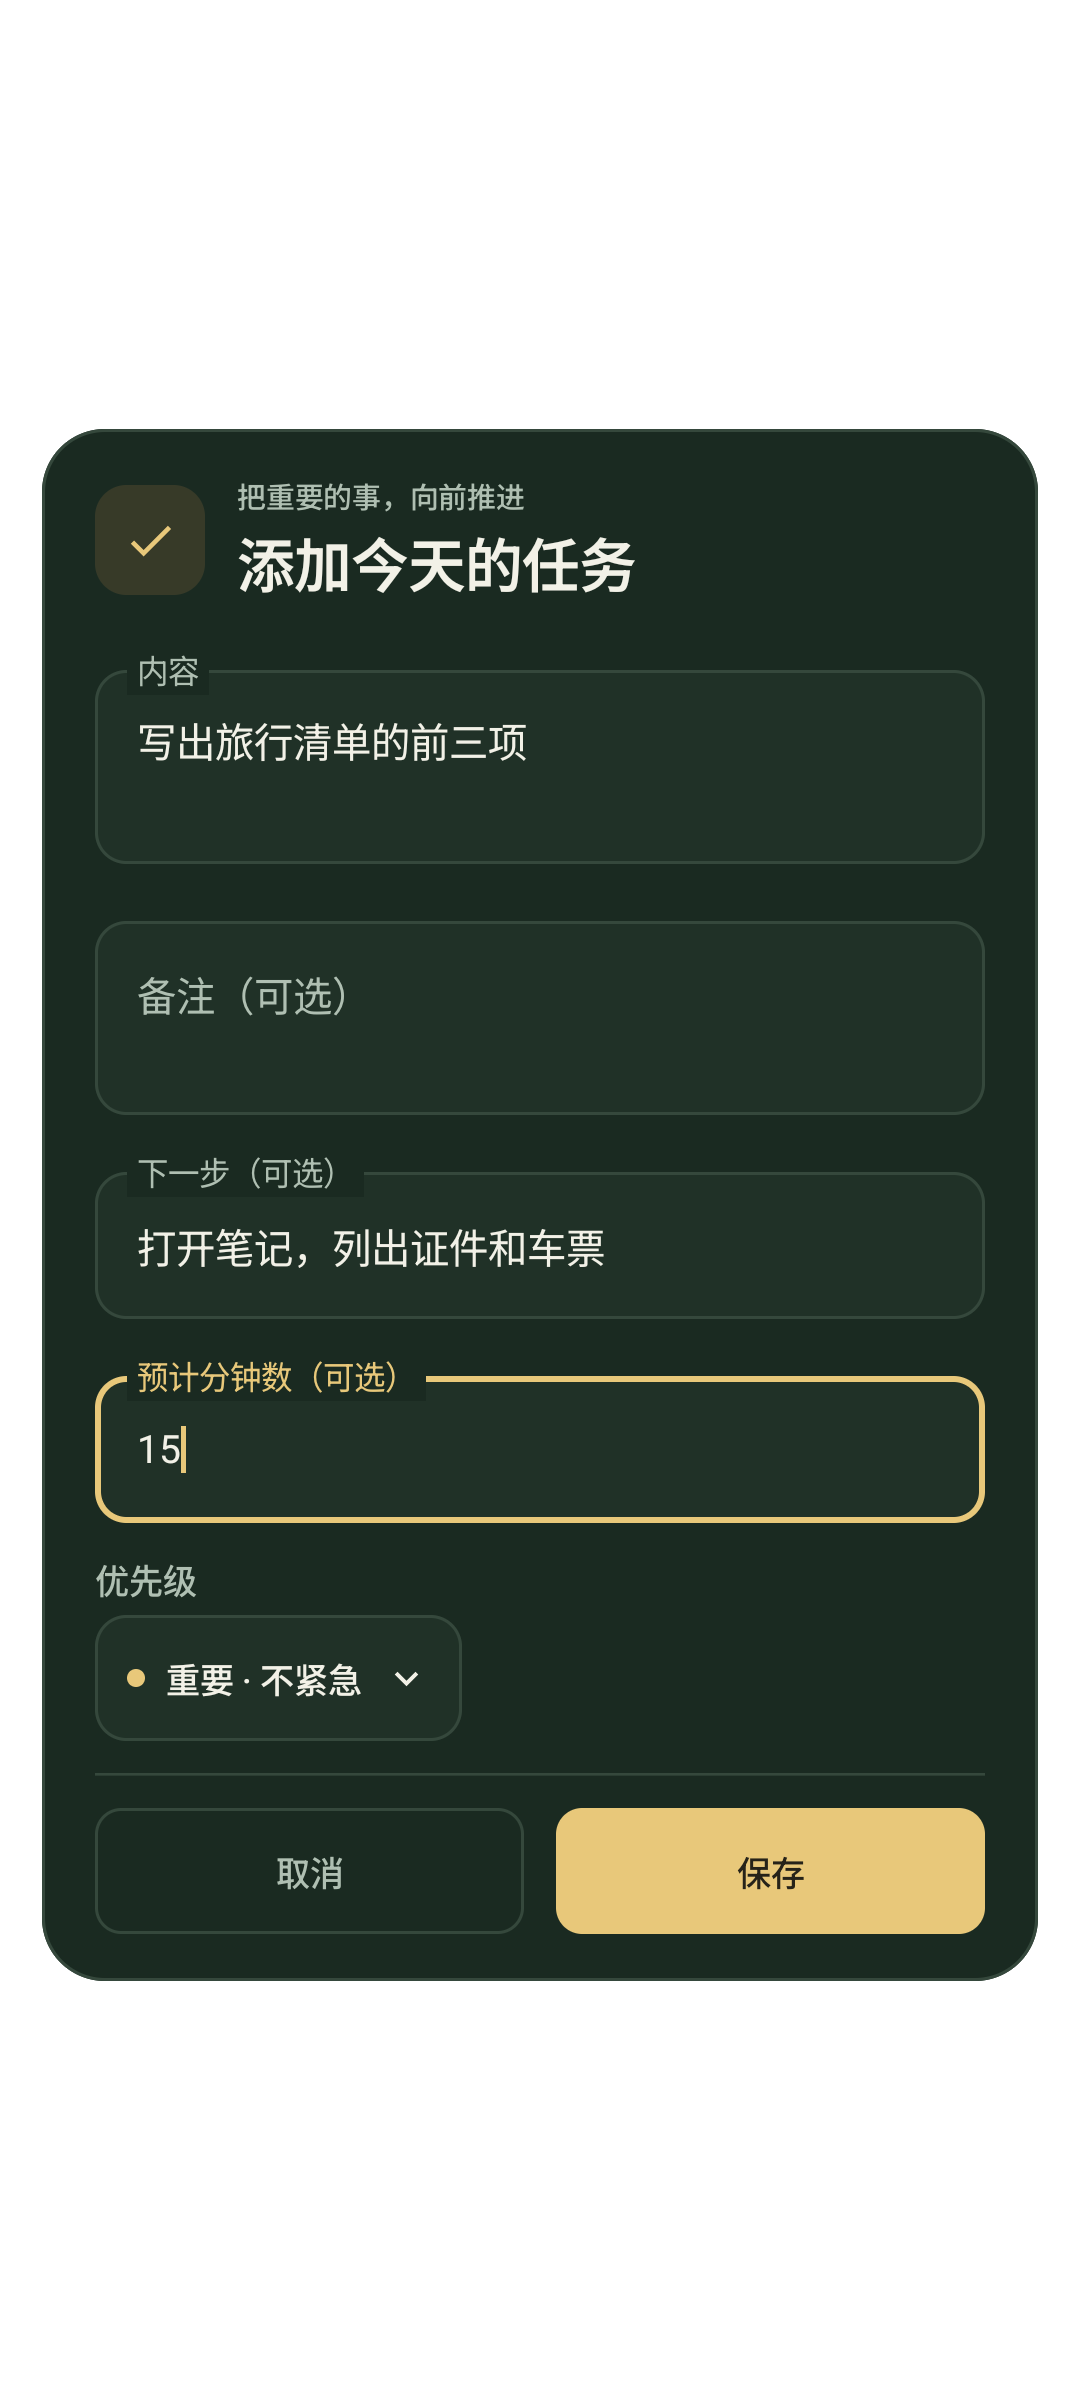 把重要的事，向前推进
添加今天的任务
内容
写出旅行清单的前三项
备注（可选）
下一步（可选）
打开笔记，列出证件和车票
预计分钟数（可选）
15
优先级
重要 · 不紧急
取消
保存